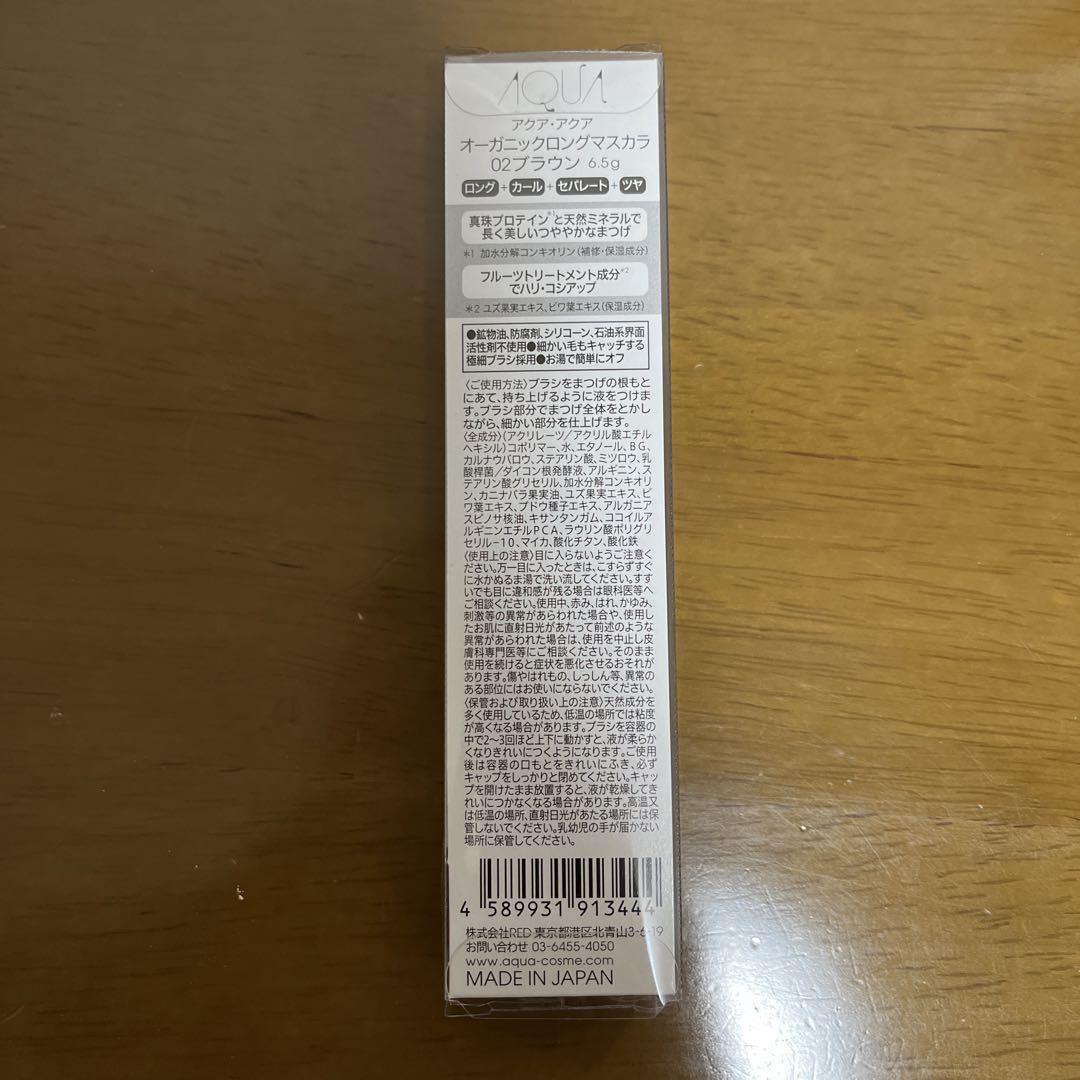 AQUA
アクア・アクア
オーガニックロングマスカラ
02ブラウン 6.5g
ロング+カール+セパレート+ツヤ
真珠プロテイン*1と天然ミネラルで
長く美しいつややかなまつげ
*1 加水分解コンキオリン(補修・保湿成分)
フルーツトリートメント成分*2
でハリ・コシアップ
*2 ユズ果実エキス、ビワ葉エキス(保湿成分)
●鉱物油、防腐剤、シリコーン、石油系界面
活性剤不使用●細かい毛もキャッチする
極細ブラシ採用●お湯で簡単にオフ
〈ご使用方法〉ブラシをまつげの根もと
にあて、持ち上げるように液をつけま
す。ブラシ部分でまつげ全体をとかし
ながら、細かい部分を仕上げます。
〈全成分〉(アクリレーツ/アクリル酸エチル
ヘキシル)コポリマー、水、エタノール、BG、
カルナウバロウ、ステアリン酸、ミツロウ、乳
酸桿菌/ダイコン根発酵液、アルギニン、ス
テアリン酸グリセリル、加水分解コンキオリ
ン、カニナバラ果実油、ユズ果実エキス、ビ
ワ葉エキス、ブドウ種子エキス、アルガニア
スピノサ核油、キサンタンガム、ココイルア
ルギニンエチルPCA、ラウリン酸ポリグリ
セリル-10、マイカ、酸化チタン、酸化鉄
〈使用上の注意〉目に入らないようご注意く
ださい。万一目に入ったときは、こすらずすぐ
に水かぬるま湯で洗い流してください。すす
いでも目に違和感が残る場合は眼科医等へ
ご相談ください。使用中、赤み、はれ、かゆみ、
刺激等の異常があらわれた場合や、使用し
たお肌に直射日光があたって前述のような
異常があらわれた場合は、使用を中止し皮
膚科専門医等にご相談ください。そのまま
使用を続けると症状を悪化させるおそれが
あります。傷やはれもの、しっしん等、異常の
ある部位にはお使いにならないでください。
〈保管および取り扱い上の注意〉天然成分を
多く使用しているため、低温の場所では粘度
が高くなる場合があります。ブラシを容器の
中で2〜3回ほど上下に動かすと、液が柔らか
くなりきれいにつくようになります。ご使用
後は容器の口もとをきれいにふき、必ず
キャップをしっかりと閉めてください。キャッ
プを開けたまま放置すると、液が乾燥してき
れいにつかなくなる場合があります。高温又
は低温の場所、直射日光があたる場所には保
管しないでください。乳幼児の手が届かない
場所に保管してください。
4 589931 913444
株式会社RED 東京都港区北青山3-6-19
お問い合わせ 03-6455-4050
www.aqua-cosme.com
MADE IN JAPAN